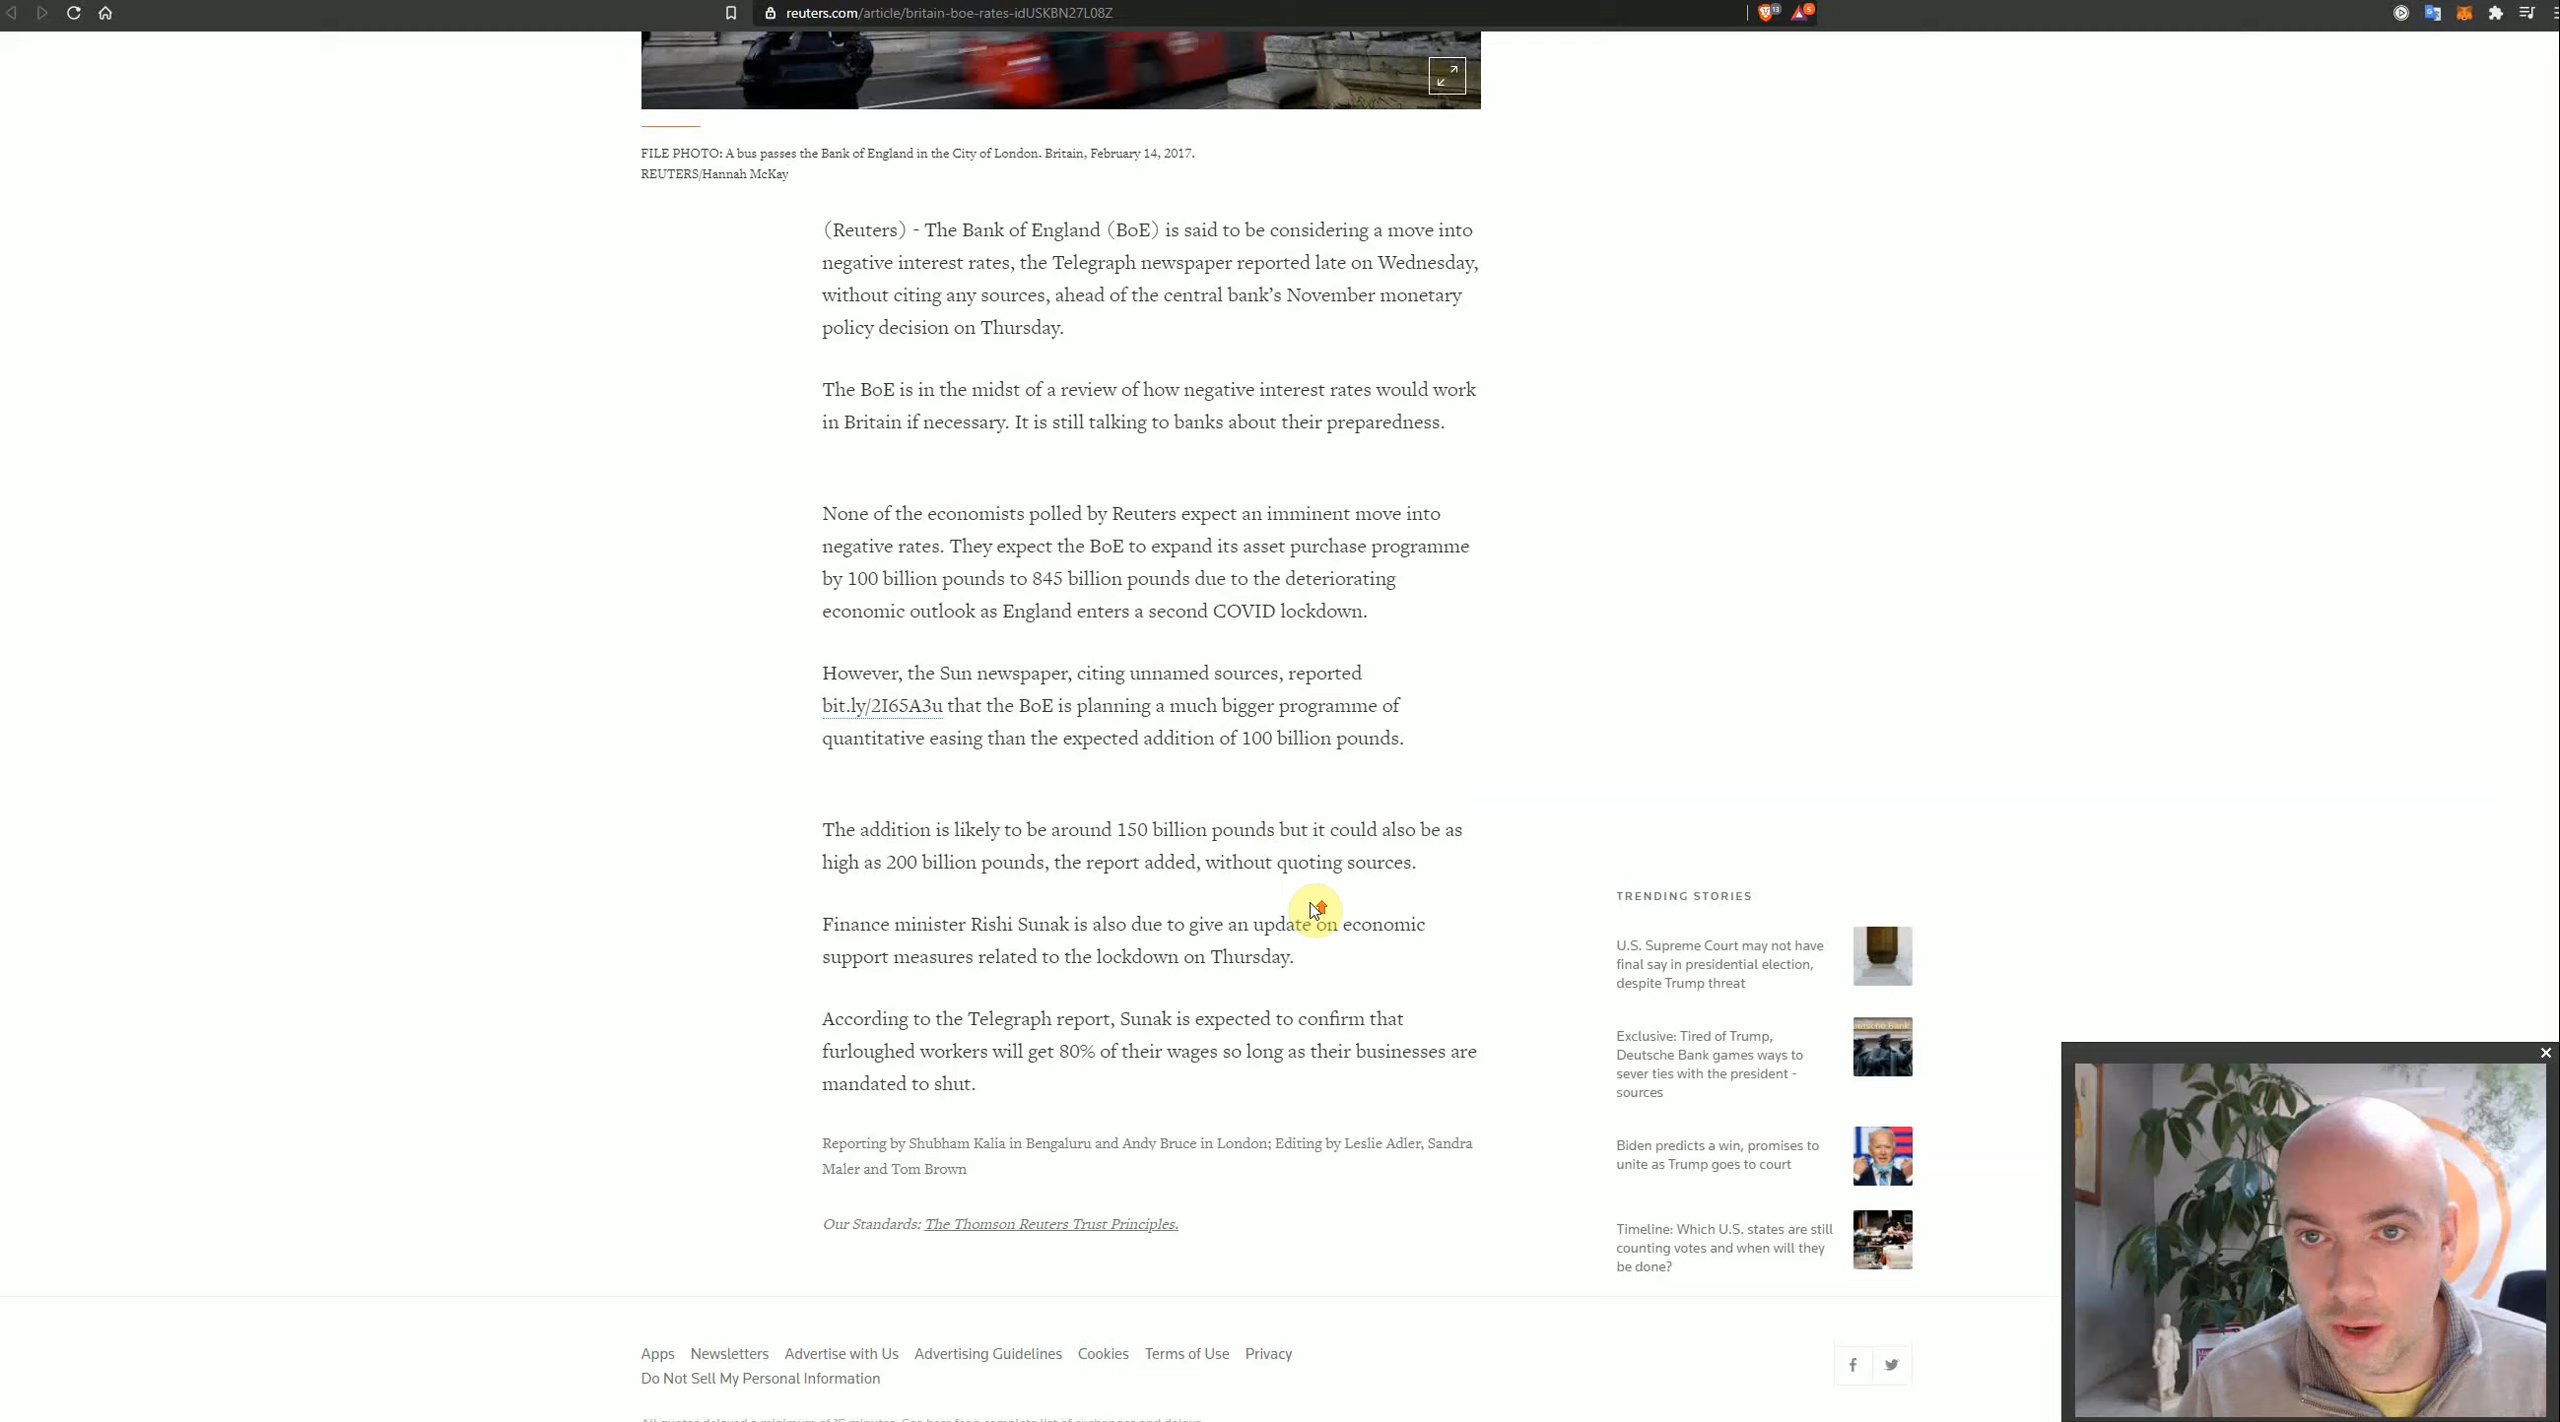 reuters.com/article/britain-boe-rates-idUSKBN27L08Z
FILE PHOTO: A bus passes the Bank of England in the City of London. Britain, February 14, 2017.
REUTERS/Hannah McKay
(Reuters) - The Bank of England (BoE) is said to be considering a move into
negative interest rates, the Telegraph newspaper reported late on Wednesday,
without citing any sources, ahead of the central bank’s November monetary
policy decision on Thursday.
The BoE is in the midst of a review of how negative interest rates would work
in Britain if necessary. It is still talking to banks about their preparedness.
None of the economists polled by Reuters expect an imminent move into
negative rates. They expect the BoE to expand its asset purchase programme
by 100 billion pounds to 845 billion pounds due to the deteriorating
economic outlook as England enters a second COVID lockdown.
However, the Sun newspaper, citing unnamed sources, reported
bit.ly/2I65A3u that the BoE is planning a much bigger programme of
quantitative easing than the expected addition of 100 billion pounds.
The addition is likely to be around 150 billion pounds but it could also be as
high as 200 billion pounds, the report added, without quoting sources.
Finance minister Rishi Sunak is also due to give an update on economic
support measures related to the lockdown on Thursday.
According to the Telegraph report, Sunak is expected to confirm that
furloughed workers will get 80% of their wages so long as their businesses are
mandated to shut.
Reporting by Shubham Kalia in Bengaluru and Andy Bruce in London; Editing by Leslie Adler, Sandra
Maler and Tom Brown
Our Standards: The Thomson Reuters Trust Principles.
TRENDING STORIES
U.S. Supreme Court may not have
final say in presidential election,
despite Trump threat
Exclusive: Tired of Trump,
Deutsche Bank games ways to
sever ties with the president -
sources
Biden predicts a win, promises to
unite as Trump goes to court
Timeline: Which U.S. states are still
counting votes and when will they
be done?
Apps Newsletters Advertise with Us Advertising Guidelines Cookies Terms of Use Privacy
Do Not Sell My Personal Information